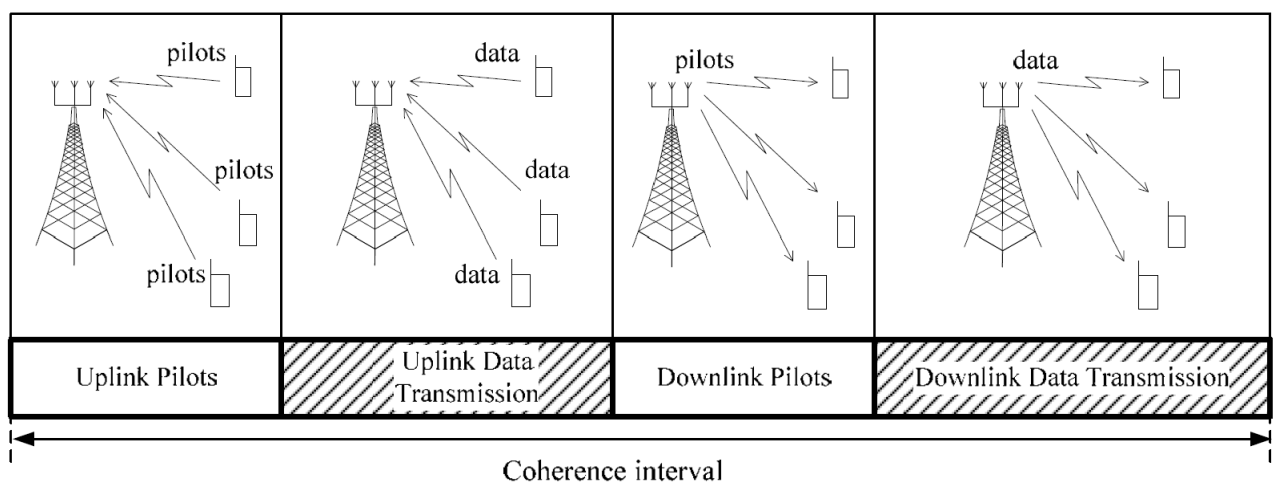 pilots
pilots
pilots
data
data
data
pilots
data
Uplink Pilots
Uplink Data
Transmission
Downlink Pilots
Downlink Data Transmission
Coherence interval